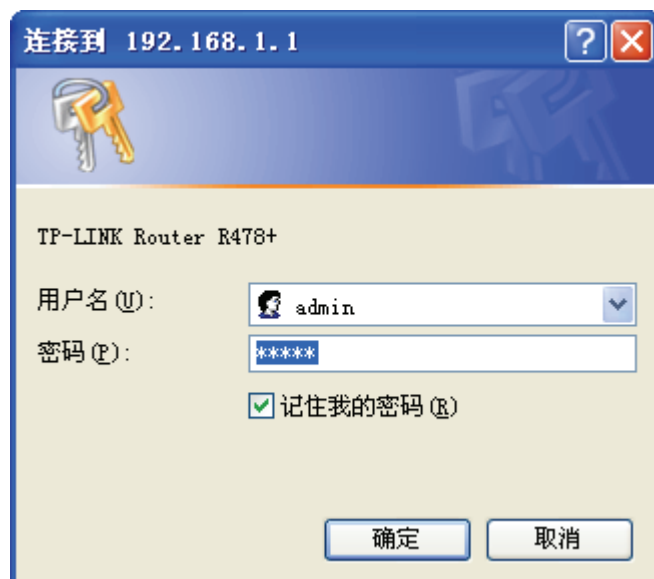 连接到 192.168.1.1
TP-LINK Router R478+
用户名(U):
admin
密码(P):
*****
记住我的密码(R)
确定
取消